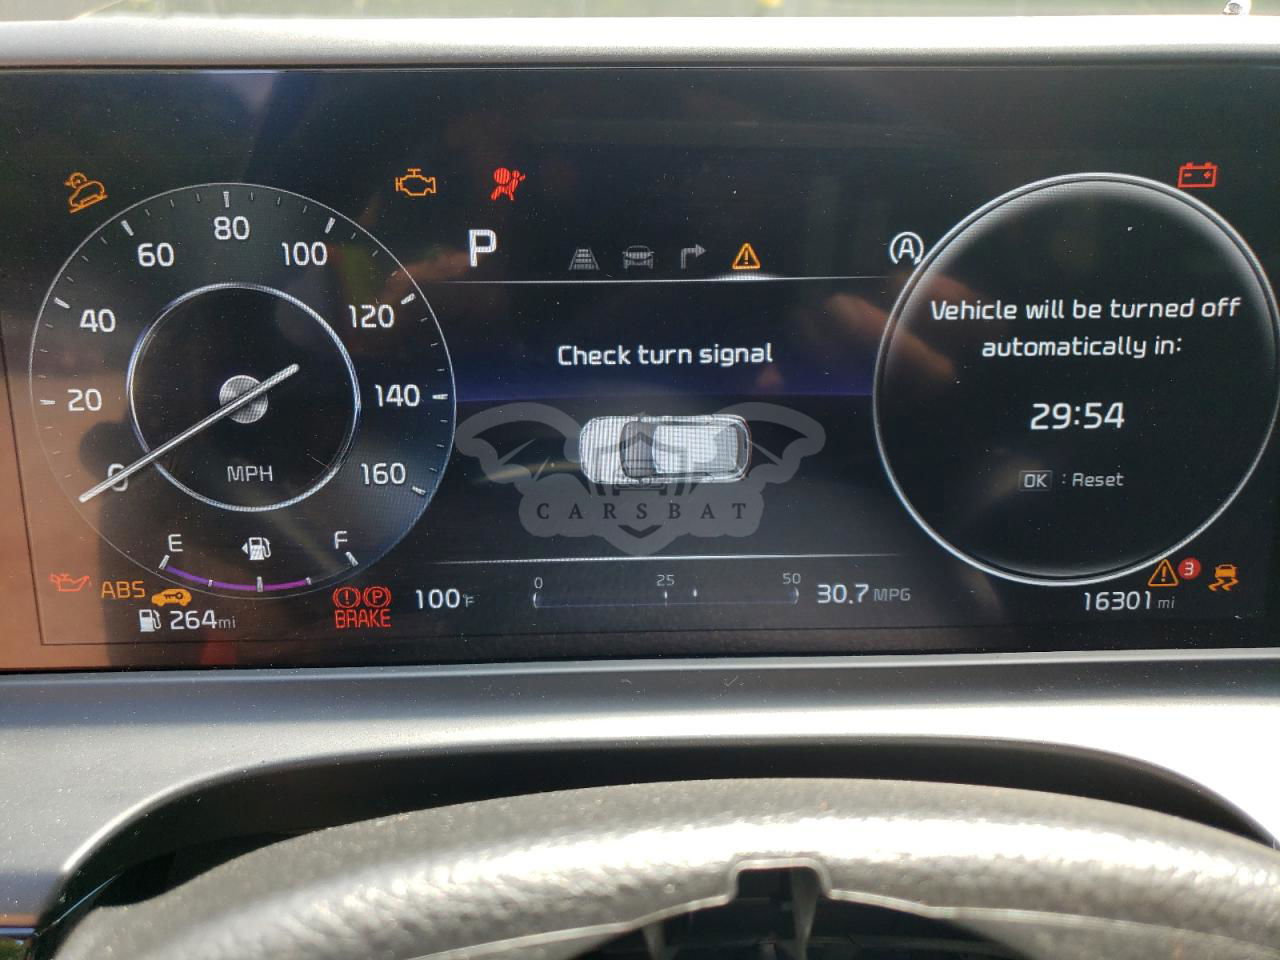 80
60
100
40
120
20
140
0
160
MPH
E
F
ABS
264mi
P
BRAKE
100°F
Check turn signal
CARSBAT
0
25
50
30.7 MPG
A
Vehicle will be turned off
automatically in:
29:54
OK : Reset
3
16301 mi